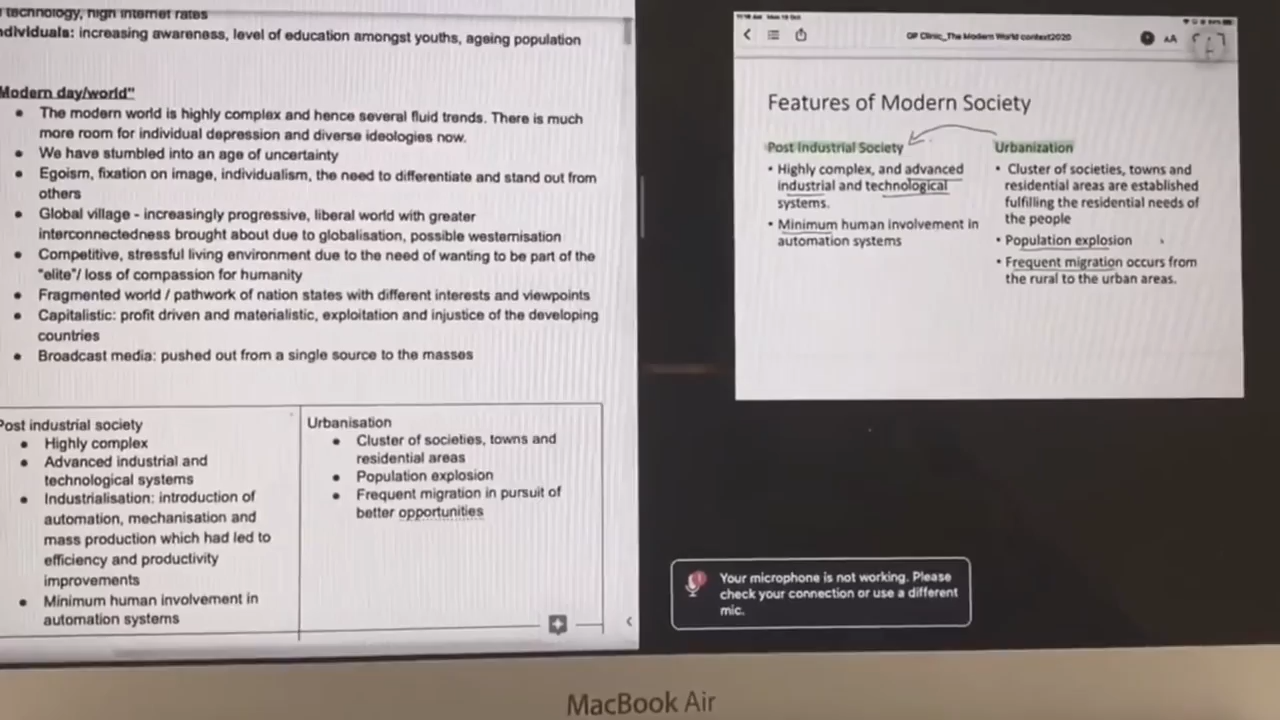 technology, high internet rates
individuals: increasing awareness, level of education amongst youths, ageing population
Modern day/world"
• The modern world is highly complex and hence several fluid trends. There is much
more room for individual depression and diverse ideologies now.
• We have stumbled into an age of uncertainty
• Egoism, fixation on image, individualism, the need to differentiate and stand out from
others
• Global village - increasingly progressive, liberal world with greater
interconnectedness brought about due to globalisation, possible westernisation
• Competitive, stressful living environment due to the need of wanting to be part of the
"elite"/ loss of compassion for humanity
• Fragmented world / pathwork of nation states with different interests and viewpoints
• Capitalistic: profit driven and materialistic, exploitation and injustice of the developing
countries
• Broadcast media: pushed out from a single source to the masses
Post industrial society
• Highly complex
• Advanced industrial and
technological systems
• Industrialisation: introduction of
automation, mechanisation and
mass production which had led to
efficiency and productivity
improvements
• Minimum human involvement in
automation systems
Urbanisation
• Cluster of societies, towns and
residential areas
• Population explosion
• Frequent migration in pursuit of
better opportunities
GP Clinic_The Modern World context2020
AA
Features of Modern Society
Post Industrial Society
• Highly complex, and advanced
industrial and technological
systems.
• Minimum human involvement in
automation systems
Urbanization
• Cluster of societies, towns and
residential areas are established
fulfilling the residential needs of
the people
• Population explosion
• Frequent migration occurs from
the rural to the urban areas.
Your microphone is not working. Please
check your connection or use a different
mic.
MacBook Air